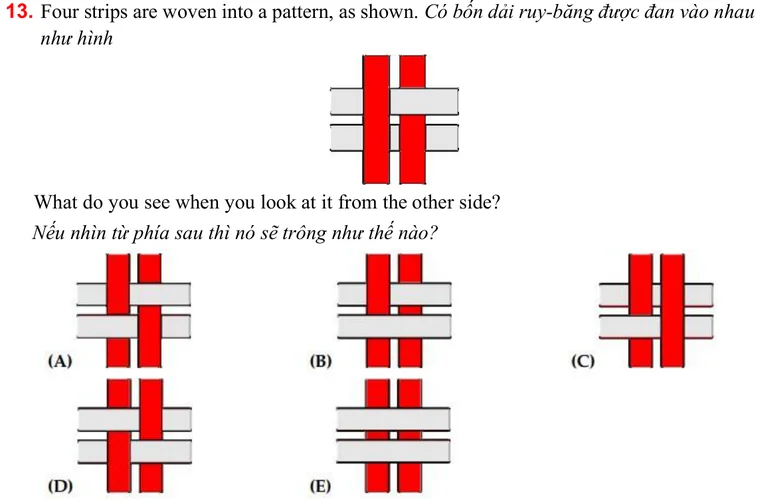 13. Four strips are woven into a pattern, as shown. Có bốn dải ruy-băng được đan vào nhau
như hình
What do you see when you look at it from the other side?
Nếu nhìn từ phía sau thì nó sẽ trông như thế nào?
(A)
(B)
(C)
(D)
(E)